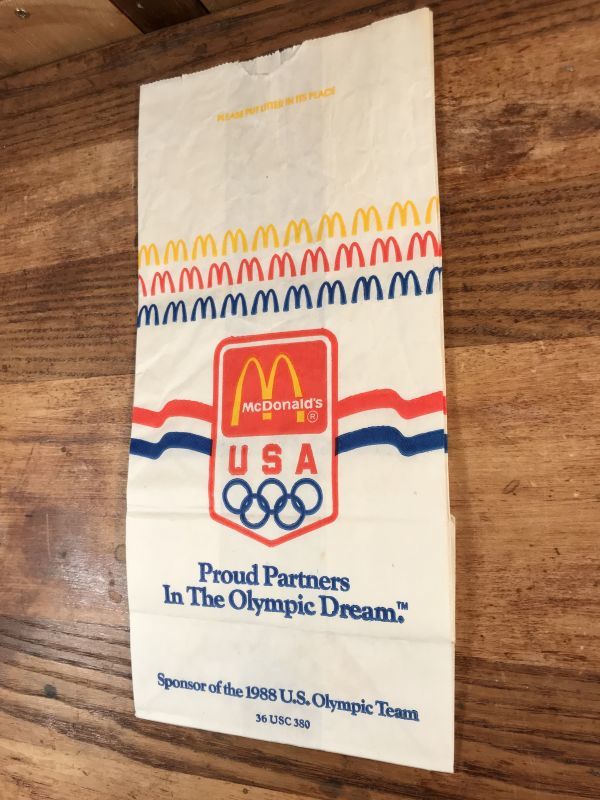 PLEASE PUT LITTER IN ITS PLACE
McDonald's
®
USA
Proud Partners
In The Olympic Dream.™
Sponsor of the 1988 U.S. Olympic Team
36 USC 380